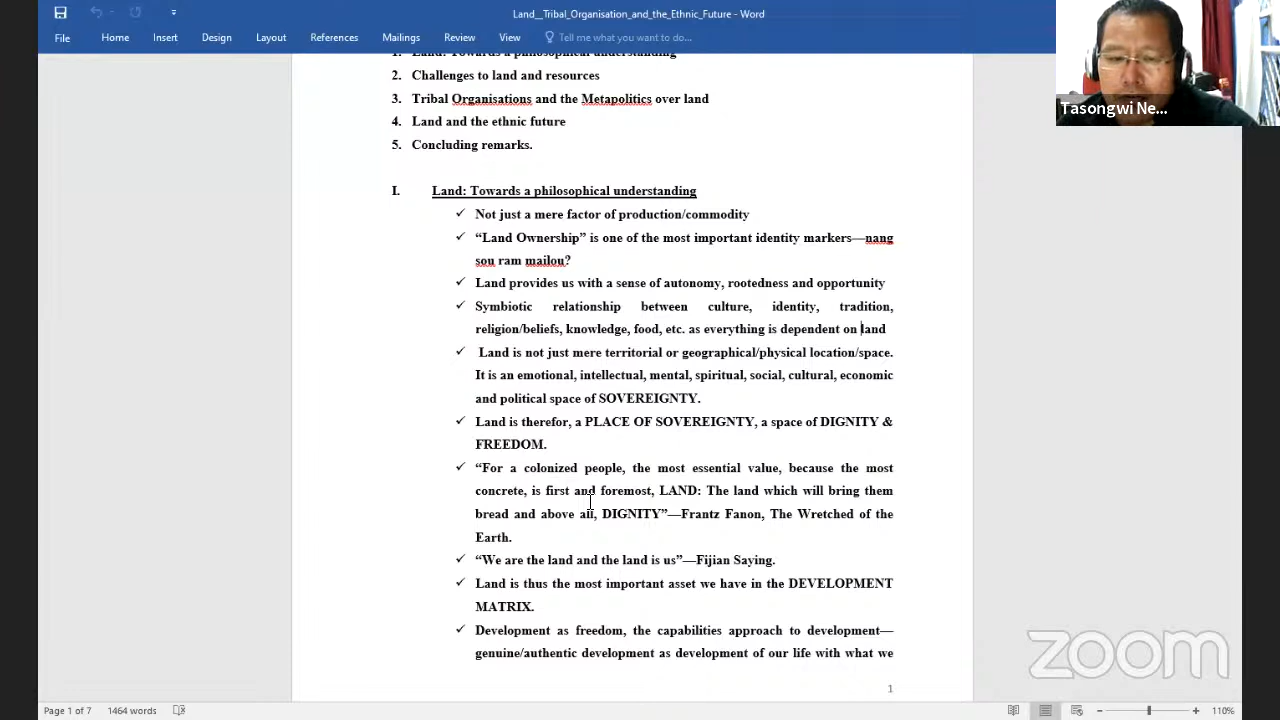 Land__Tribal_Organisation_and_the_Ethnic_Future - Word
File Home Insert Design Layout References Mailings Review View Tell me what you want to do...
Tasongwi Ne...
1. Land: Towards a philosophical understanding
2. Challenges to land and resources
3. Tribal Organisations and the Metapolitics over land
4. Land and the ethnic future
5. Concluding remarks.
I. Land: Towards a philosophical understanding
✓ Not just a mere factor of production/commodity
✓ “Land Ownership” is one of the most important identity markers—nang
sou ram mailou?
✓ Land provides us with a sense of autonomy, rootedness and opportunity
✓ Symbiotic relationship between culture, identity, tradition,
religion/beliefs, knowledge, food, etc. as everything is dependent on land
✓ Land is not just mere territorial or geographical/physical location/space.
It is an emotional, intellectual, mental, spiritual, social, cultural, economic
and political space of SOVEREIGNTY.
✓ Land is therefor, a PLACE OF SOVEREIGNTY, a space of DIGNITY &
FREEDOM.
✓ “For a colonized people, the most essential value, because the most
concrete, is first and foremost, LAND: The land which will bring them
bread and above all, DIGNITY”—Frantz Fanon, The Wretched of the
Earth.
✓ “We are the land and the land is us”—Fijian Saying.
✓ Land is thus the most important asset we have in the DEVELOPMENT
MATRIX.
✓ Development as freedom, the capabilities approach to development—
genuine/authentic development as development of our life with what we
1
zoom
Page 1 of 7 1464 words 110%